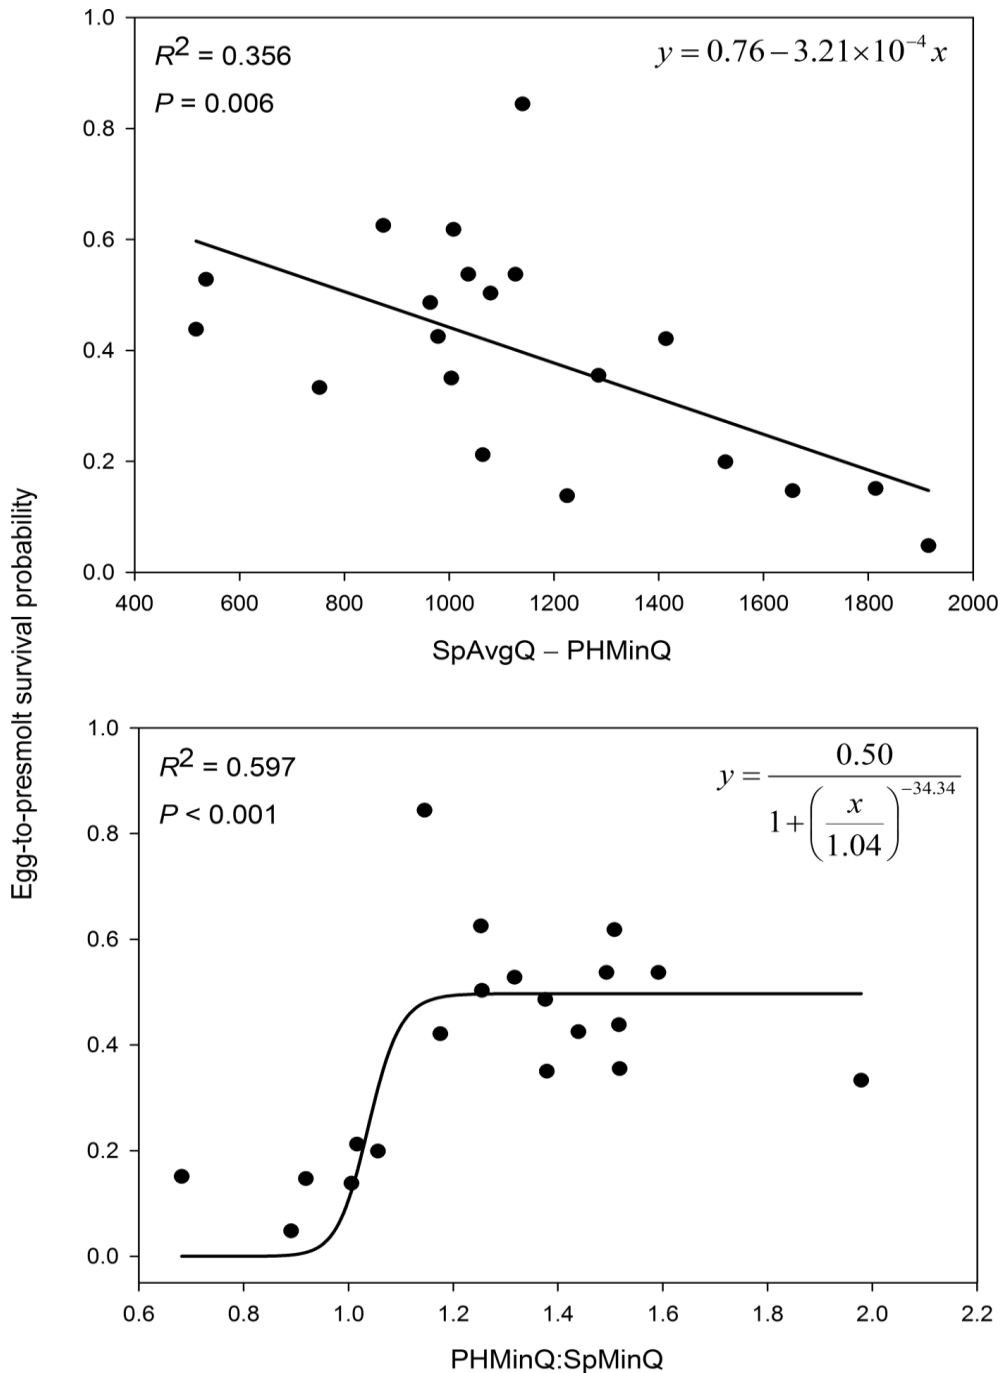 1.0
R2 = 0.356
y = 0.76 − 3.21×10−4 x
P = 0.006
0.8
0.6
0.4
0.2
0.0
400 600 800 1000 1200 1400 1600 1800 2000
SpAvgQ – PHMinQ
Egg-to-presmolt survival probability
1.0
R2 = 0.597
y = 0.50 / 1+(x/1.04)−34.34
P < 0.001
0.8
0.6
0.4
0.2
0.0
0.6 0.8 1.0 1.2 1.4 1.6 1.8 2.0 2.2
PHMinQ:SpMinQ